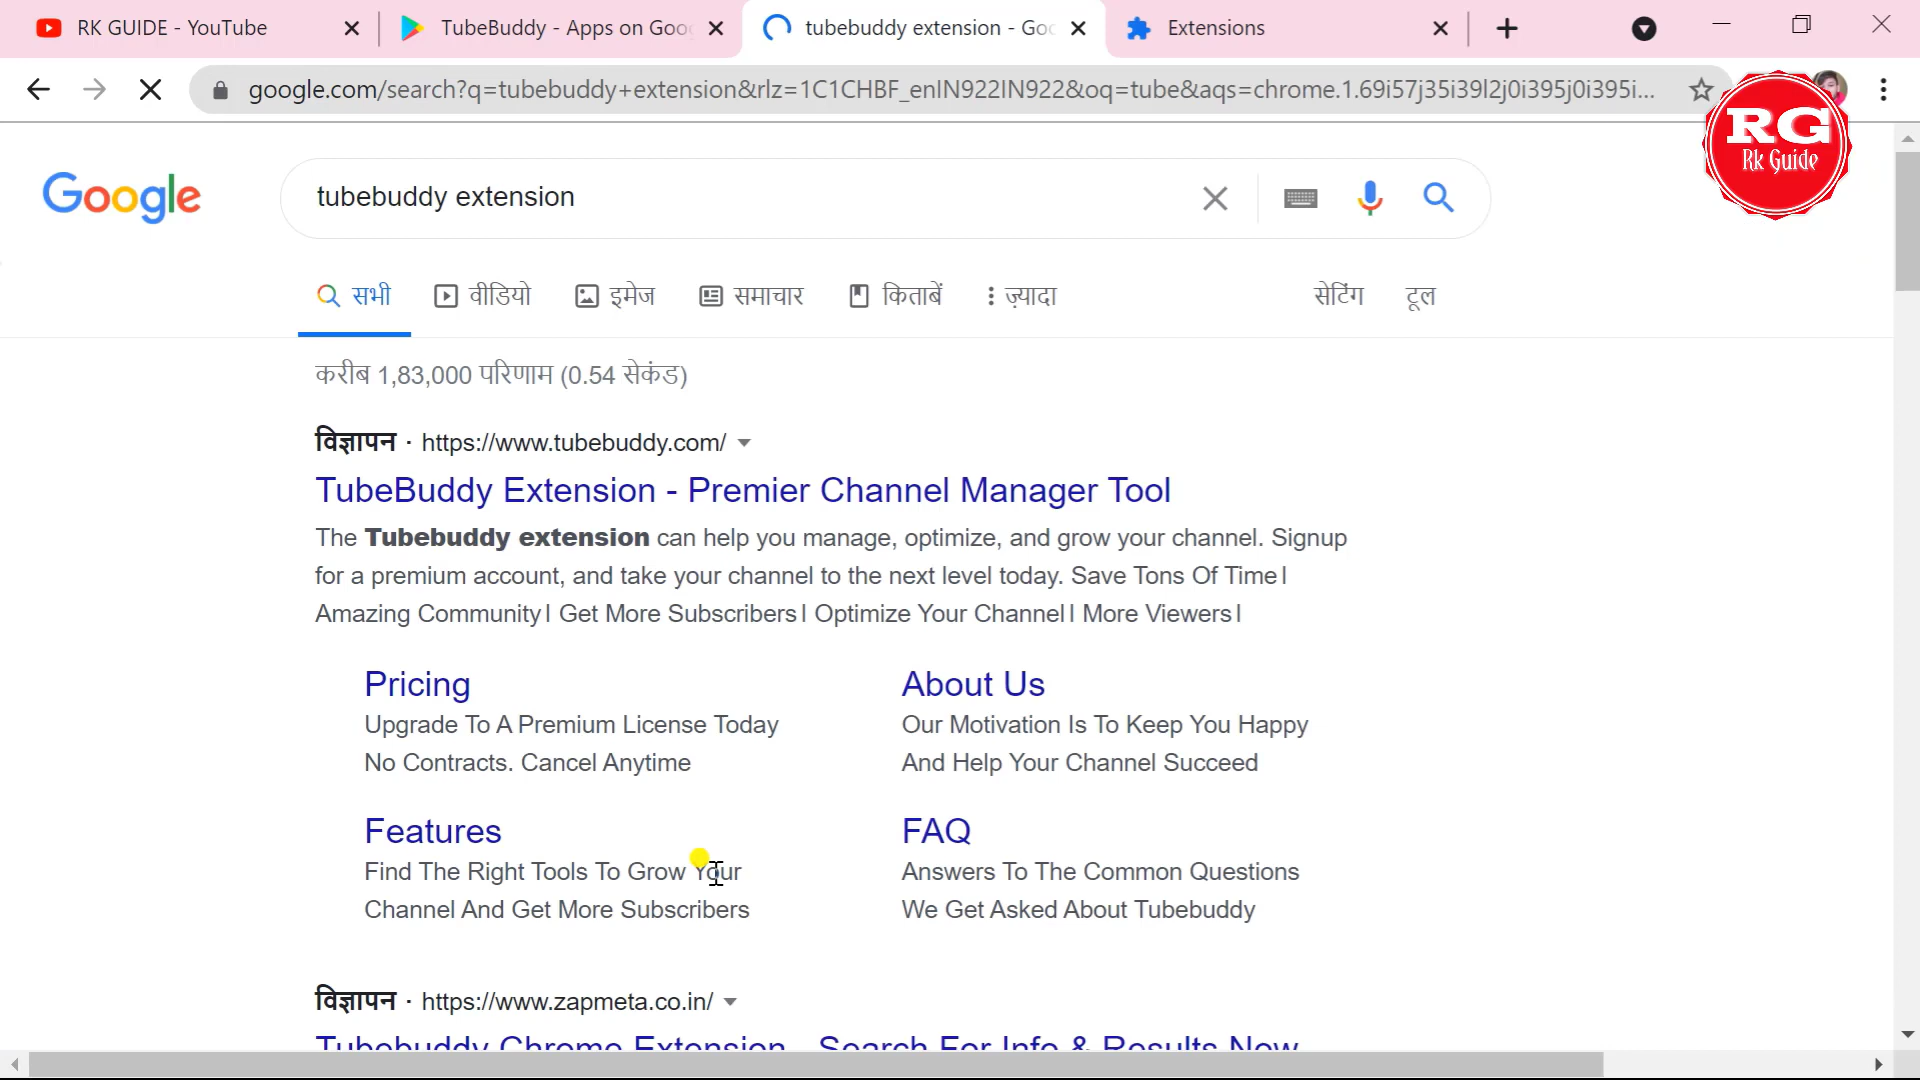 RK GUIDE - YouTube
TubeBuddy - Apps on Goo
tubebuddy extension - Goo
Extensions
google.com/search?q=tubebuddy+extension&rlz=1C1CHBF_enIN922IN922&oq=tube&aqs=chrome.1.69i57j35i39l2j0i395j0i395i...
RG
Rk Guide
Google
tubebuddy extension
सभी
वीडियो
इमेज
समाचार
किताबें
ज़्यादा
सेटिंग
टूल
करीब 1,83,000 परिणाम (0.54 सेकंड)
विज्ञापन · https://www.tubebuddy.com/
TubeBuddy Extension - Premier Channel Manager Tool
The Tubebuddy extension can help you manage, optimize, and grow your channel. Signup
for a premium account, and take your channel to the next level today. Save Tons Of Time।
Amazing Community। Get More Subscribers। Optimize Your Channel। More Viewers।
Pricing
Upgrade To A Premium License Today
No Contracts. Cancel Anytime
About Us
Our Motivation Is To Keep You Happy
And Help Your Channel Succeed
Features
Find The Right Tools To Grow Your
Channel And Get More Subscribers
FAQ
Answers To The Common Questions
We Get Asked About Tubebuddy
विज्ञापन · https://www.zapmeta.co.in/
Tubebuddy Chrome Extension - Search For Info & Results Now